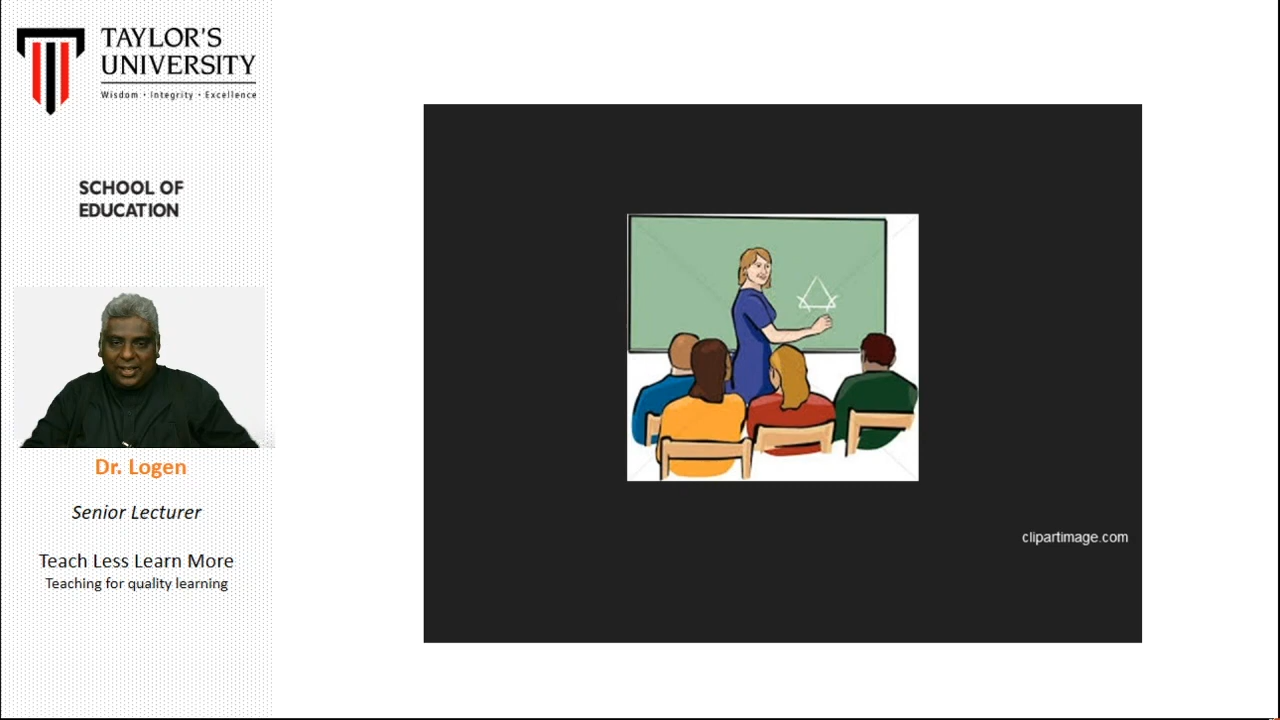 TAYLOR'S
UNIVERSITY
Wisdom · Integrity · Excellence
SCHOOL OF
EDUCATION
Dr. Logen
Senior Lecturer
Teach Less Learn More
Teaching for quality learning
clipartimage.com